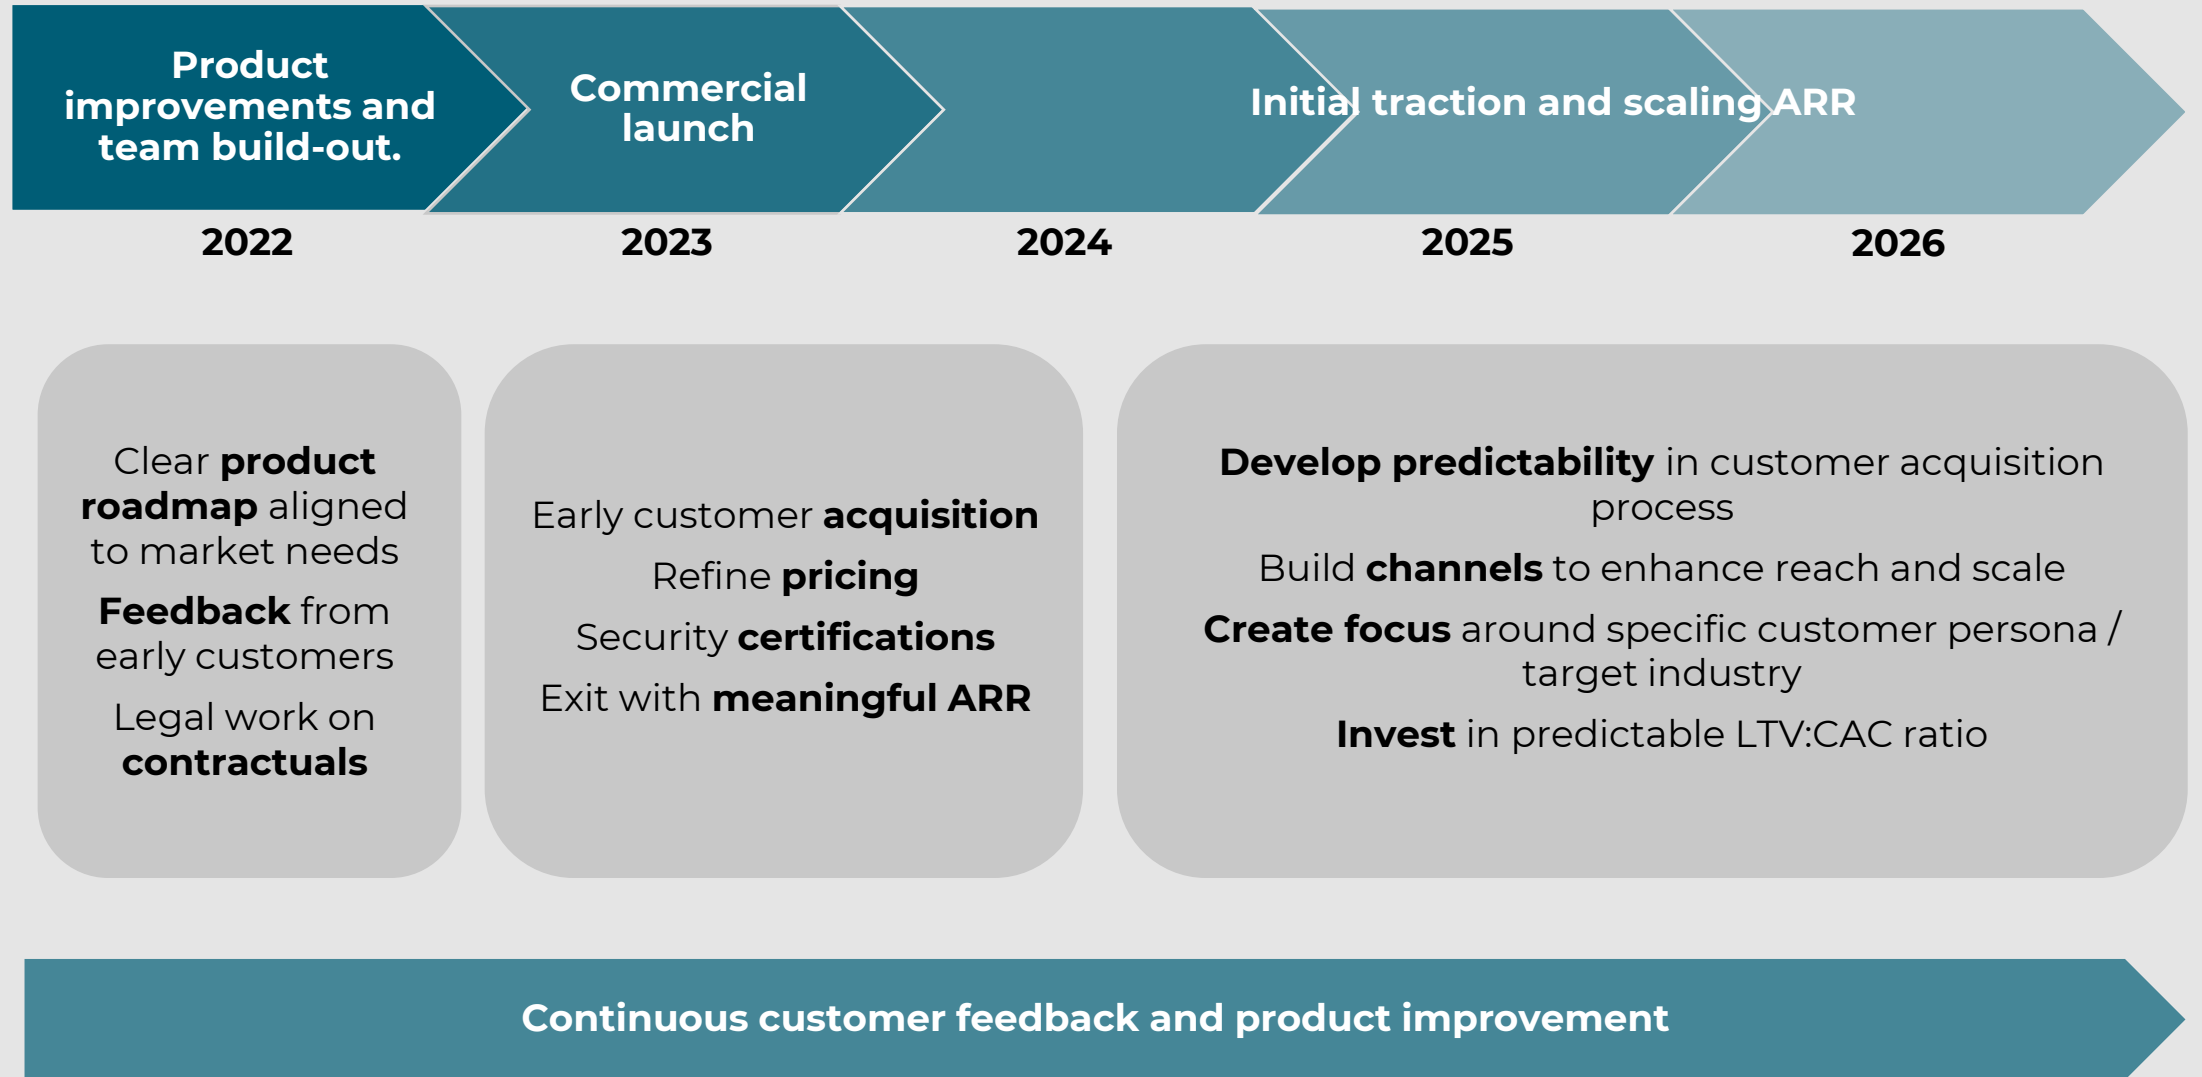 Product
improvements and
team build-out.
Commercial
launch
Initial traction and scaling ARR
2022
2023
2024
2025
2026
Clear product
roadmap aligned
to market needs
Feedback from
early customers
Legal work on
contractuals
Early customer acquisition
Refine pricing
Security certifications
Exit with meaningful ARR
Develop predictability in customer acquisition
process
Build channels to enhance reach and scale
Create focus around specific customer persona /
target industry
Invest in predictable LTV:CAC ratio
Continuous customer feedback and product improvement